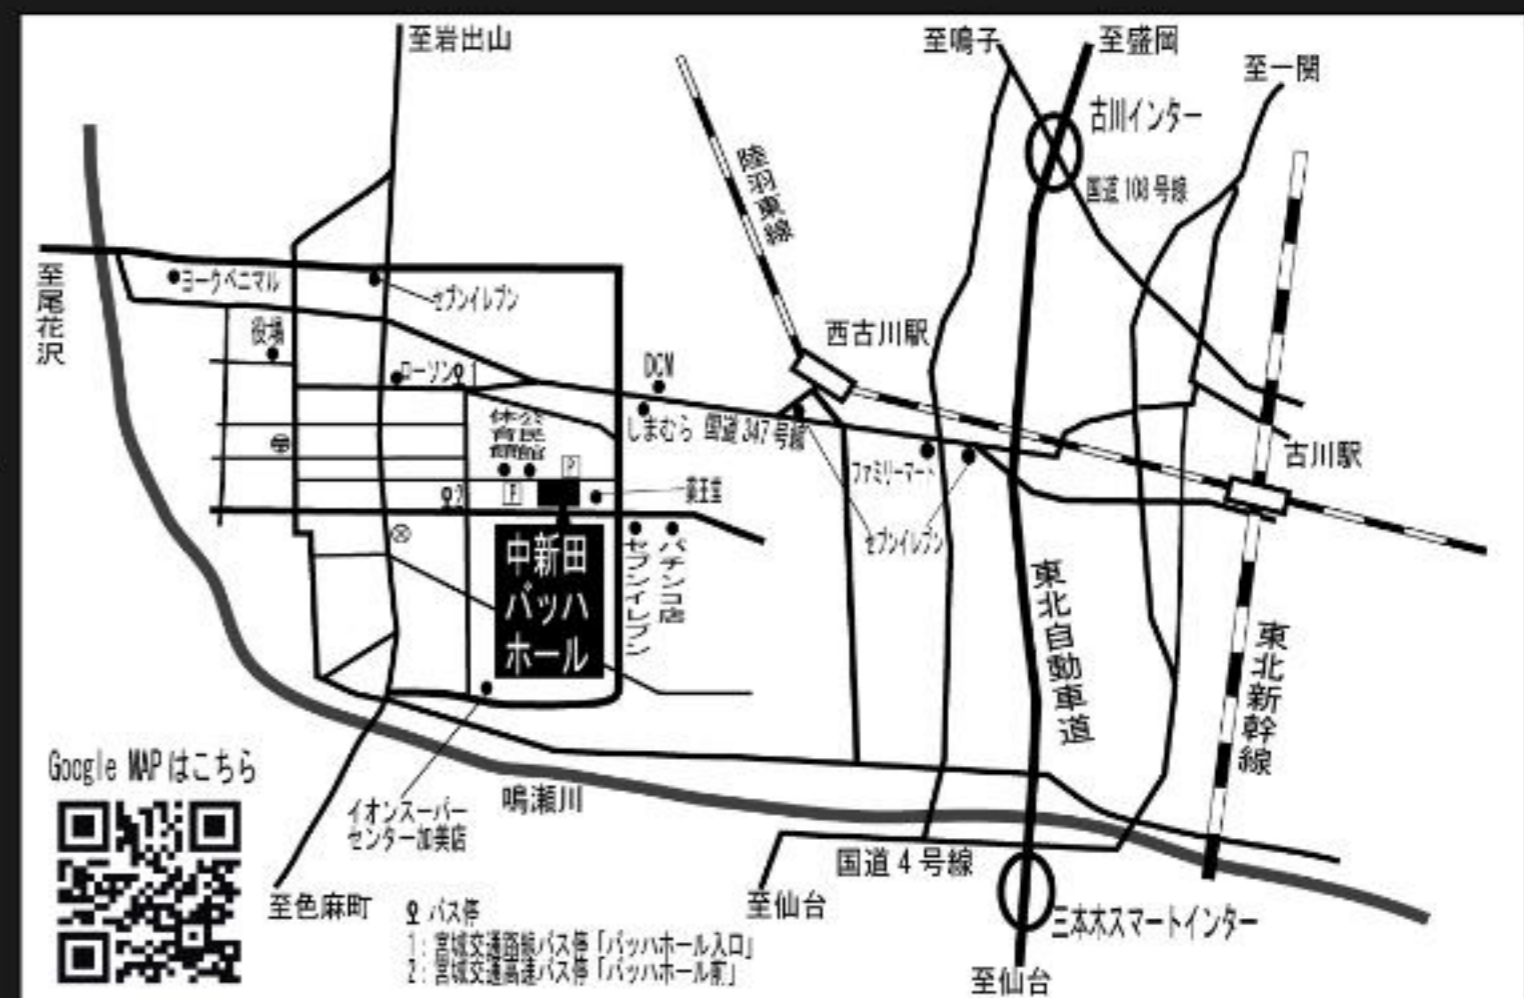 至岩出山
至鳴子
至盛岡
至一関
古川インター
国道108号線
陸羽東線
至尾花沢
ヨークベニマル
セブンイレブン
役場
西古川駅
ローソン
1
DCM
しまむら
国道347号線
体育館
公民館
ファミリーマート
古川駅
P
P
2
薬王堂
セブンイレブン
中新田
バッハ
ホール
セブンイレブン
パチンコ店
東北自動車道
東北新幹線
Google MAPはこちら
イオンスーパー
センター加美店
鳴瀬川
国道4号線
至色麻町
至仙台
三本木スマートインター
至仙台
バス停
1:宮城交通路線バス停「バッハホール入口」
2:宮城交通高速バス停「バッハホール前」